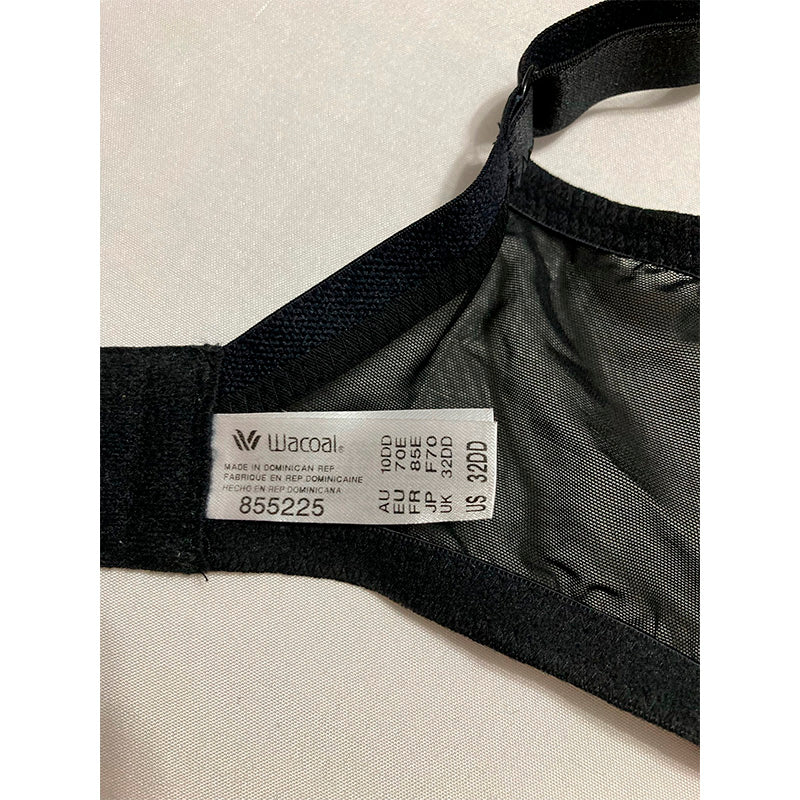 Wacoal®
MADE IN DOMINICAN REP
FABRIQUE EN REP.DOMINICAINE
HECHO EN REP.DOMINICANA
855225
AU 10DD
EU 70E
FR 85E
JP F70
UK 32DD
US 32DD